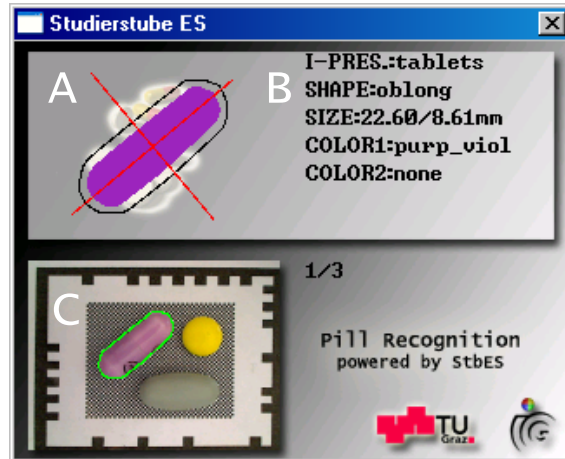 Studierstube ES
A
B
I-PRES.:tablets
SHAPE:oblong
SIZE:22.60/8.61mm
COLOR1:purp_viol
COLOR2:none
C
1/3
Pill Recognition
powered by StbES
TU
Graz